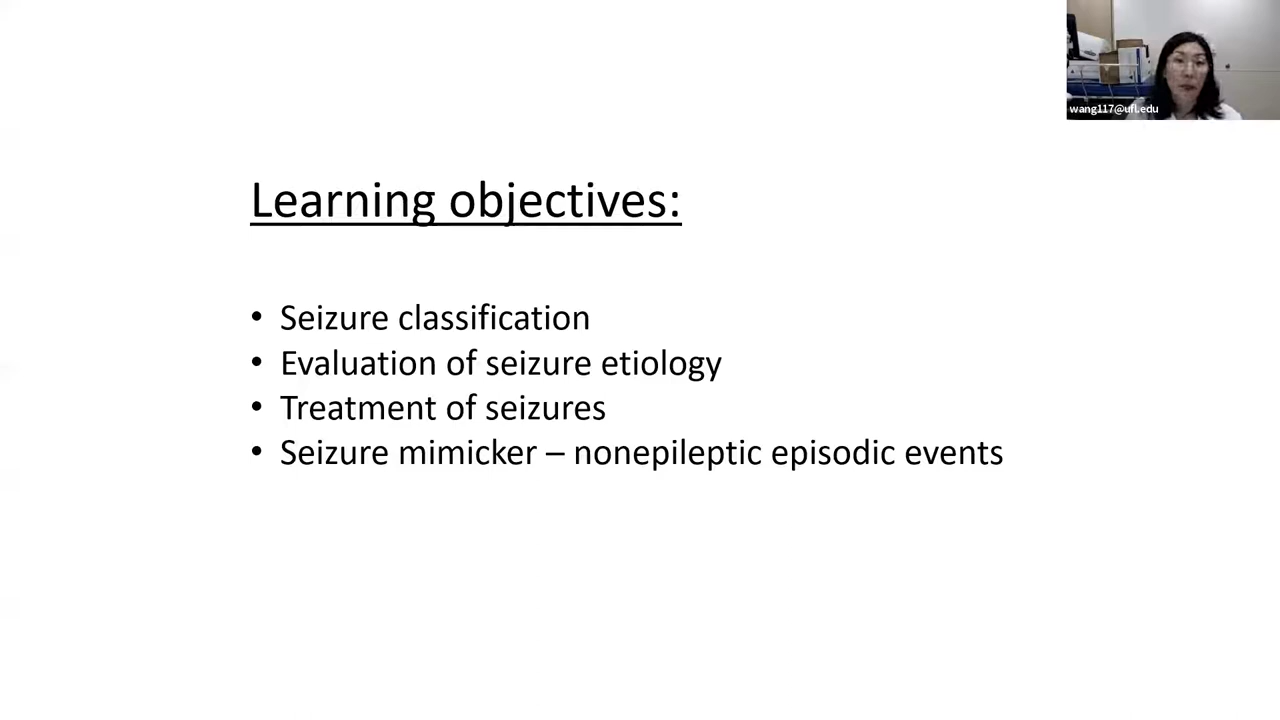 wang117@ufl.edu
Learning objectives:
• Seizure classification
• Evaluation of seizure etiology
• Treatment of seizures
• Seizure mimicker – nonepileptic episodic events